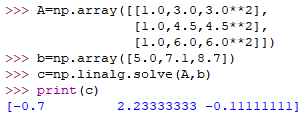 >>> A=np.array([[1.0,3.0,3.0**2],
[1.0,4.5,4.5**2],
[1.0,6.0,6.0**2]])
>>> b=np.array([5.0,7.1,8.7])
>>> c=np.linalg.solve(A,b)
>>> print(c)
[-0.7 2.23333333 -0.11111111]